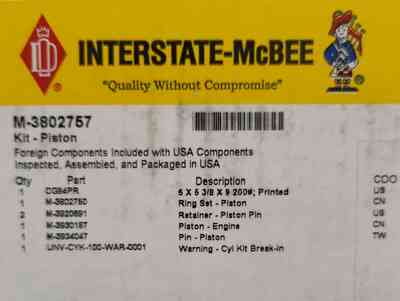 INTERSTATE-McBEE
"Quality Without Compromise"
M-3802757
Kit - Piston
Foreign Components Included with USA Components
Inspected, Assembled, and Packaged in USA
Qty Part Description COO
1 CG84PR 5 X 5 3/8 X 9 200#; Printed US
1 M-3802750 Ring Set - Piston CN
2 M-3920691 Retainer - Piston Pin US
1 M-3930187 Piston - Engine CN
1 M-3934047 Pin - Piston TW
1 UNV-CYK-100-WAR-0001 Warning - Cyl Kit Break-in